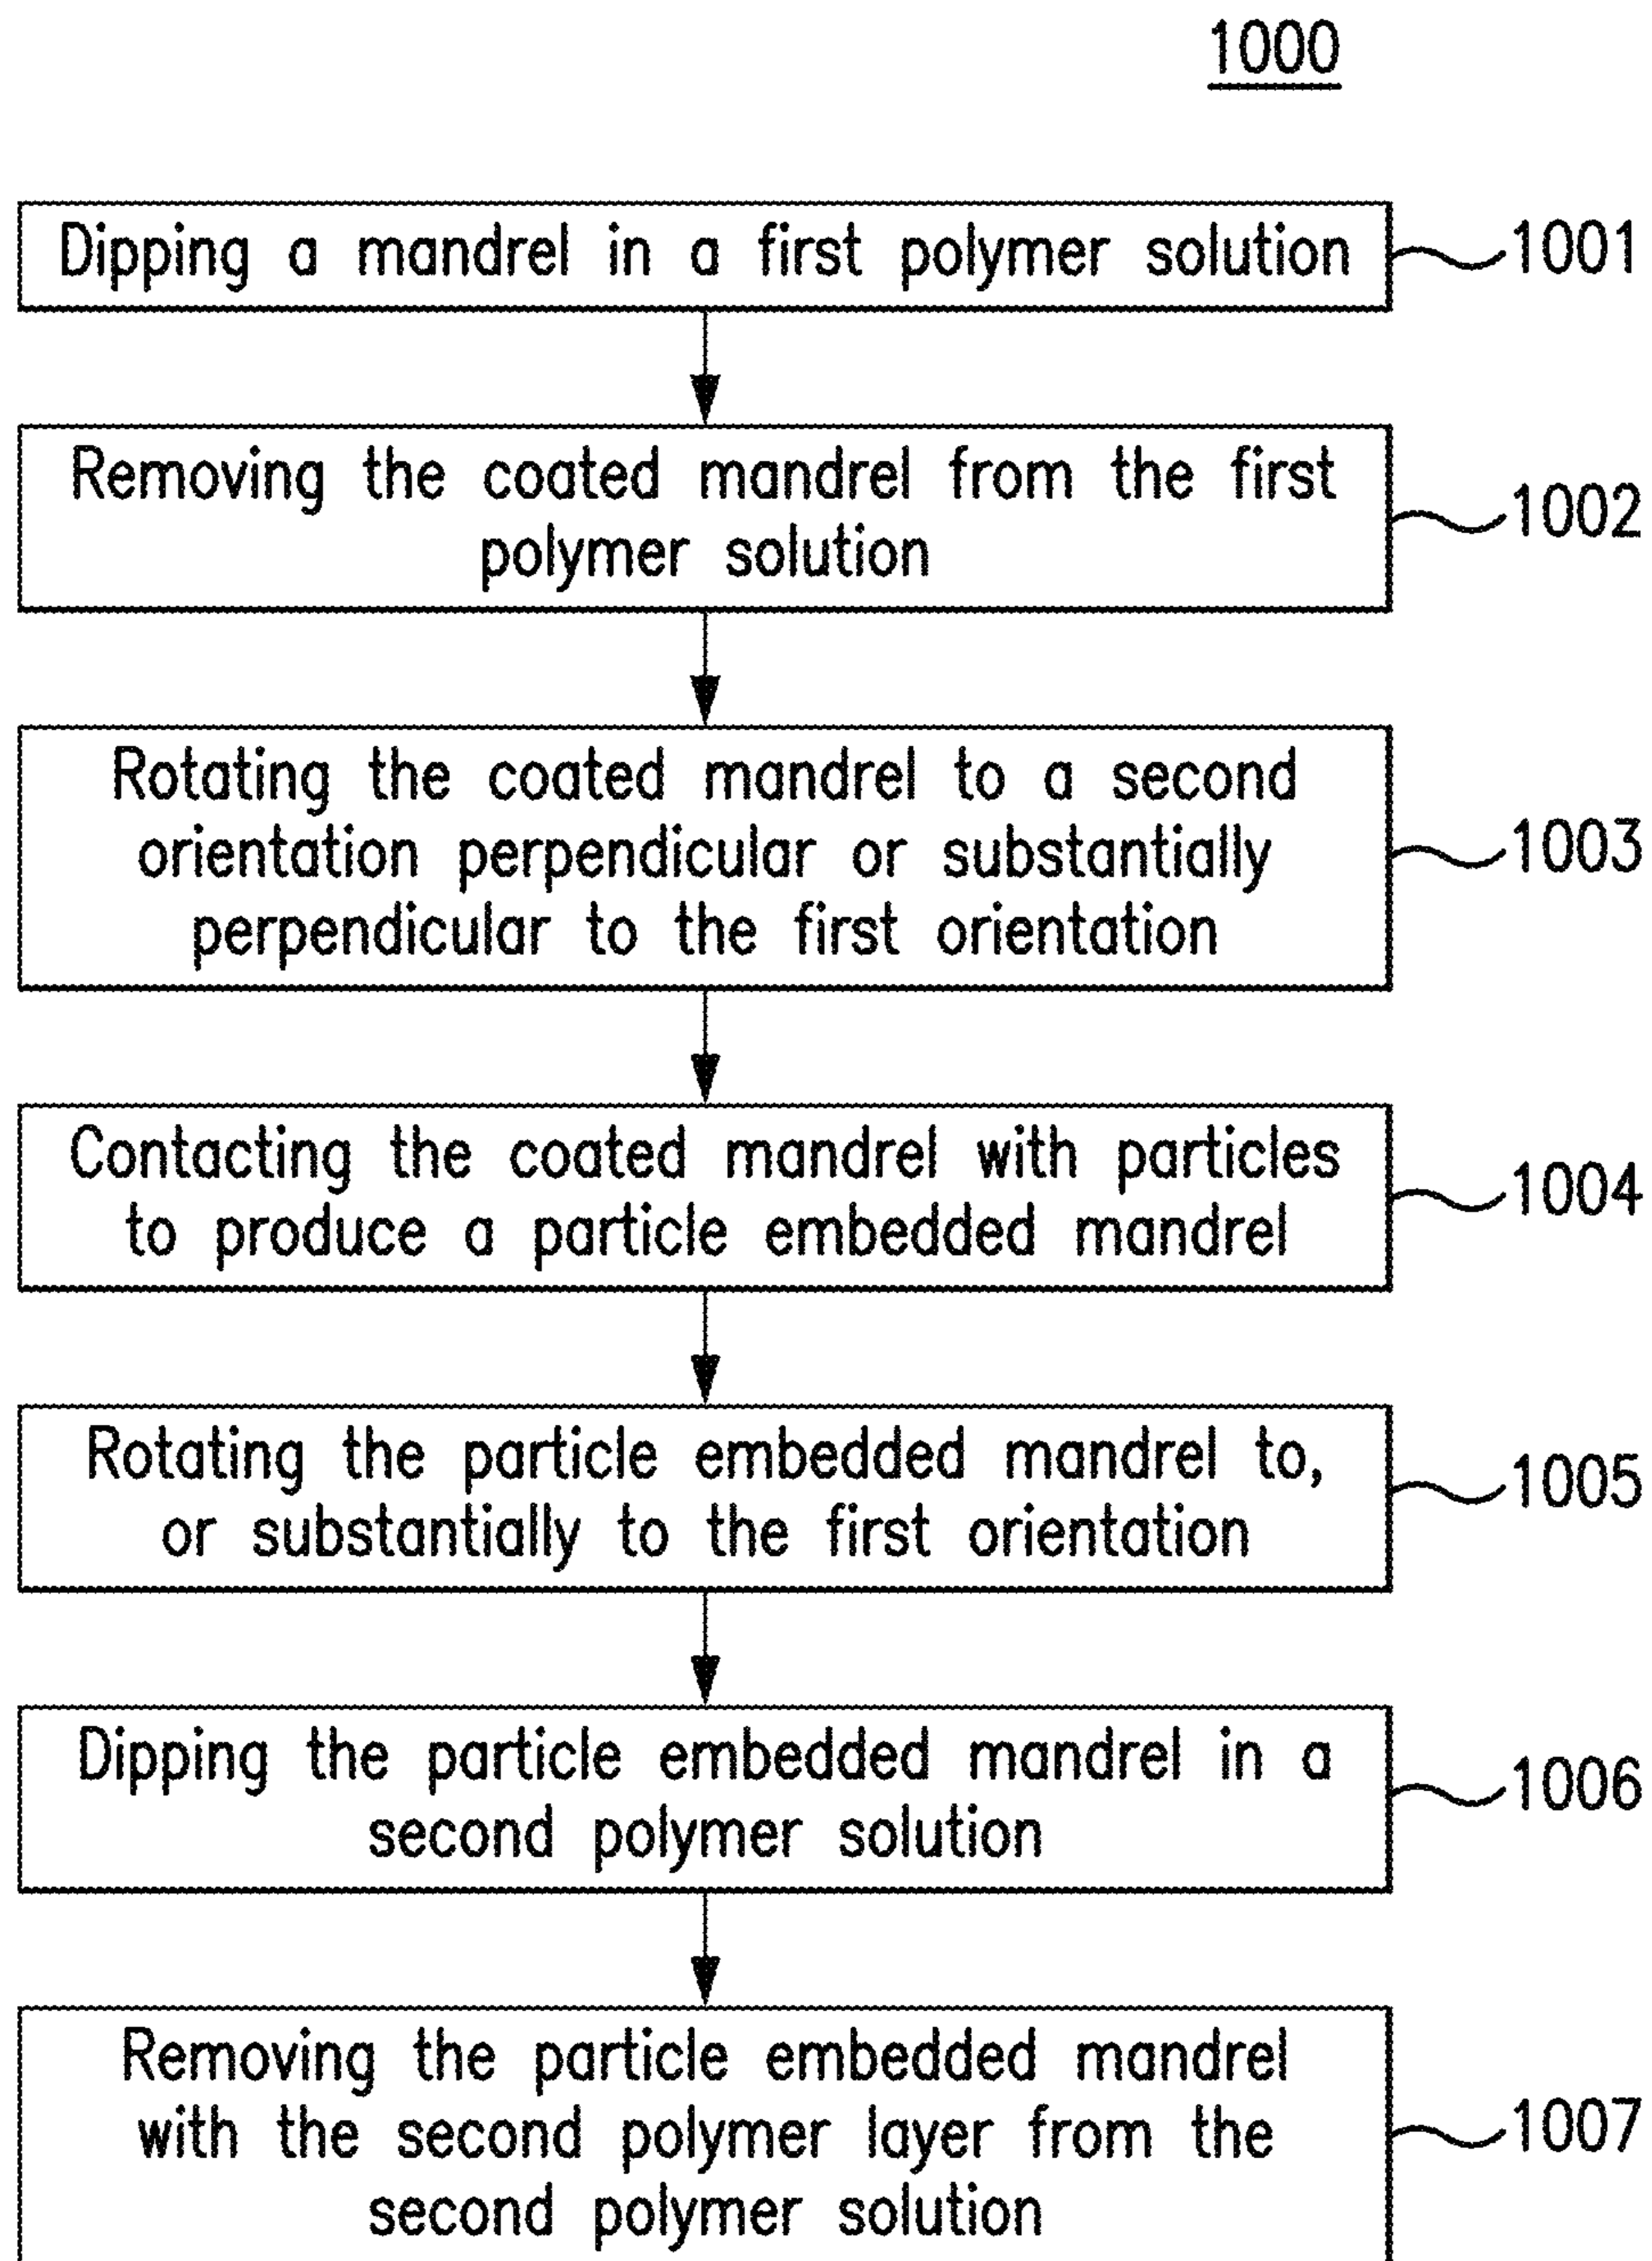 1000
Dipping a mandrel in a first polymer solution
1001
Removing the coated mandrel from the first
polymer solution
1002
Rotating the coated mandrel to a second
orientation perpendicular or substantially
perpendicular to the first orientation
1003
Contacting the coated mandrel with particles
to produce a particle embedded mandrel
1004
Rotating the particle embedded mandrel to,
or substantially to the first orientation
1005
Dipping the particle embedded mandrel in a
second polymer solution
1006
Removing the particle embedded mandrel
with the second polymer layer from the
second polymer solution
1007